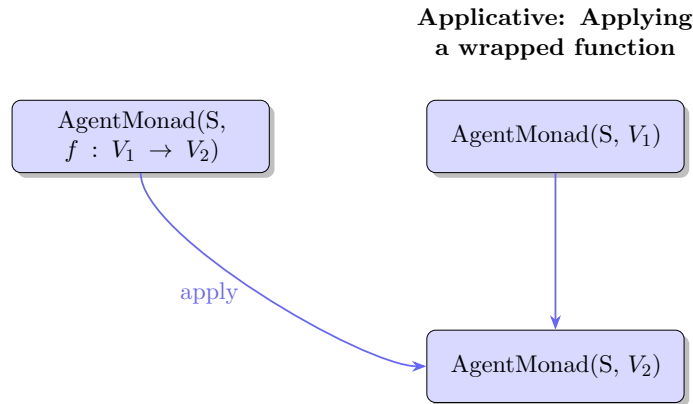 Applicative: Applying
a wrapped function
AgentMonad(S,
f : V₁ → V₂)
AgentMonad(S, V₁)
apply
AgentMonad(S, V₂)